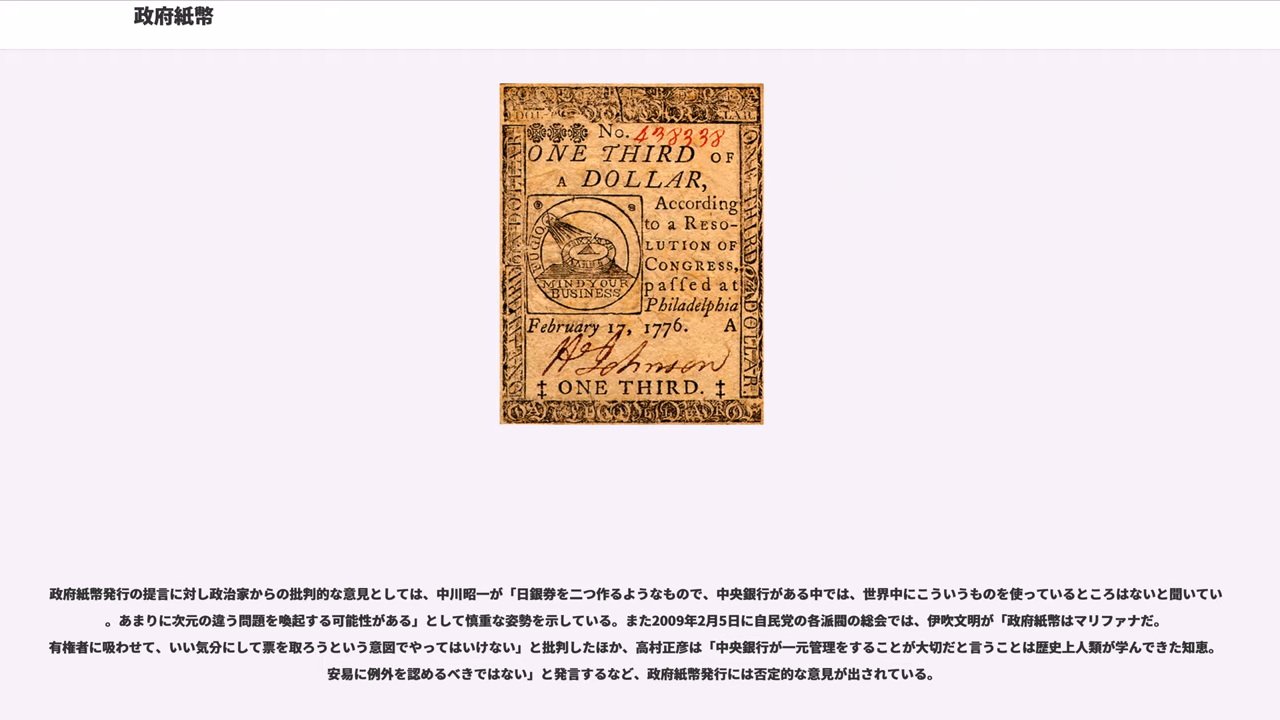 政府紙幣
No. 438338
ONE THIRD OF
A DOLLAR,
According
to a RESO-
LUTION OF
CONGRESS,
paſſed at
Philadelphia
FUGIO
MIND YOUR
BUSINESS
February 17, 1776. A
H Johnson
‡ ONE THIRD. ‡
政府紙幣発行の提言に対し政治家からの批判的な意見としては、中川昭一が「日銀券を二つ作るようなもので、中央銀行がある中では、世界中にこういうものを使っているところはないと聞いてい
。あまりに次元の違う問題を喚起する可能性がある」として慎重な姿勢を示している。また2009年2月5日に自民党の各派閥の総会では、伊吹文明が「政府紙幣はマリファナだ。
有権者に吸わせて、いい気分にして票を取ろうという意図でやってはいけない」と批判したほか、高村正彦は「中央銀行が一元管理をすることが大切だと言うことは歴史上人類が学んできた知恵。
安易に例外を認めるべきではない」と発言するなど、政府紙幣発行には否定的な意見が出されている。